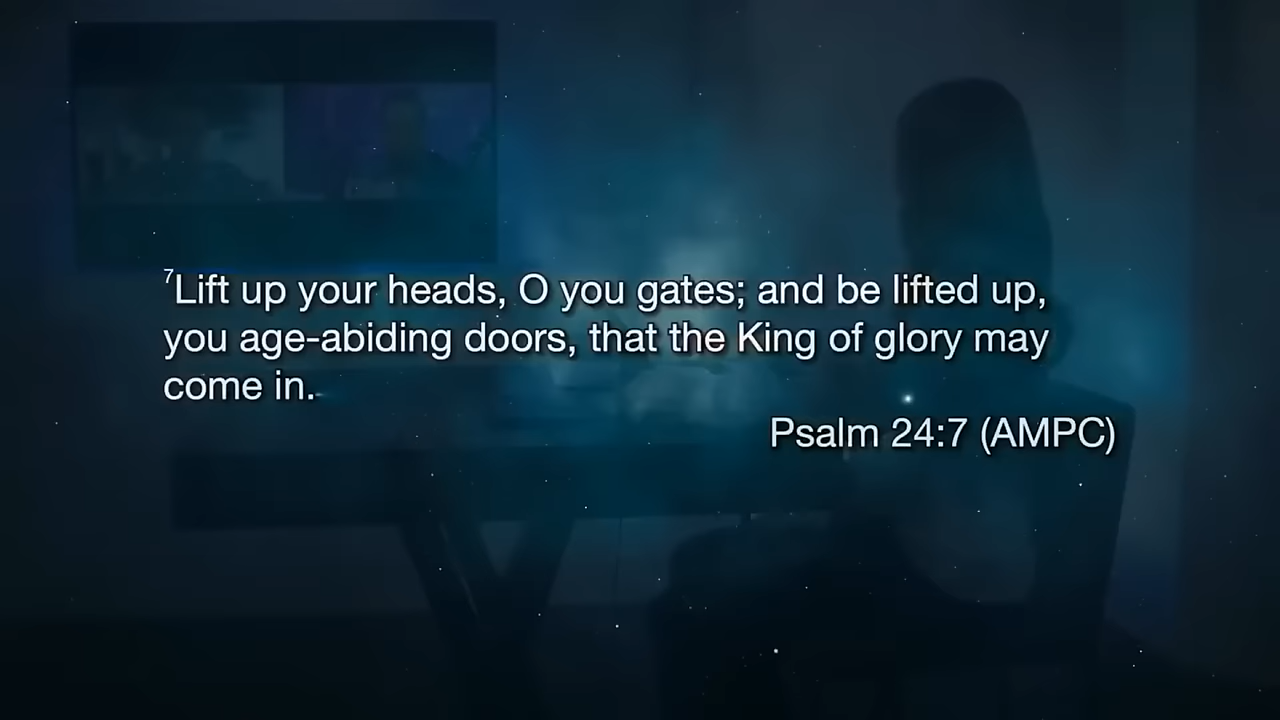 ⁷Lift up your heads, O you gates; and be lifted up,
you age-abiding doors, that the King of glory may
come in.
Psalm 24:7 (AMPC)